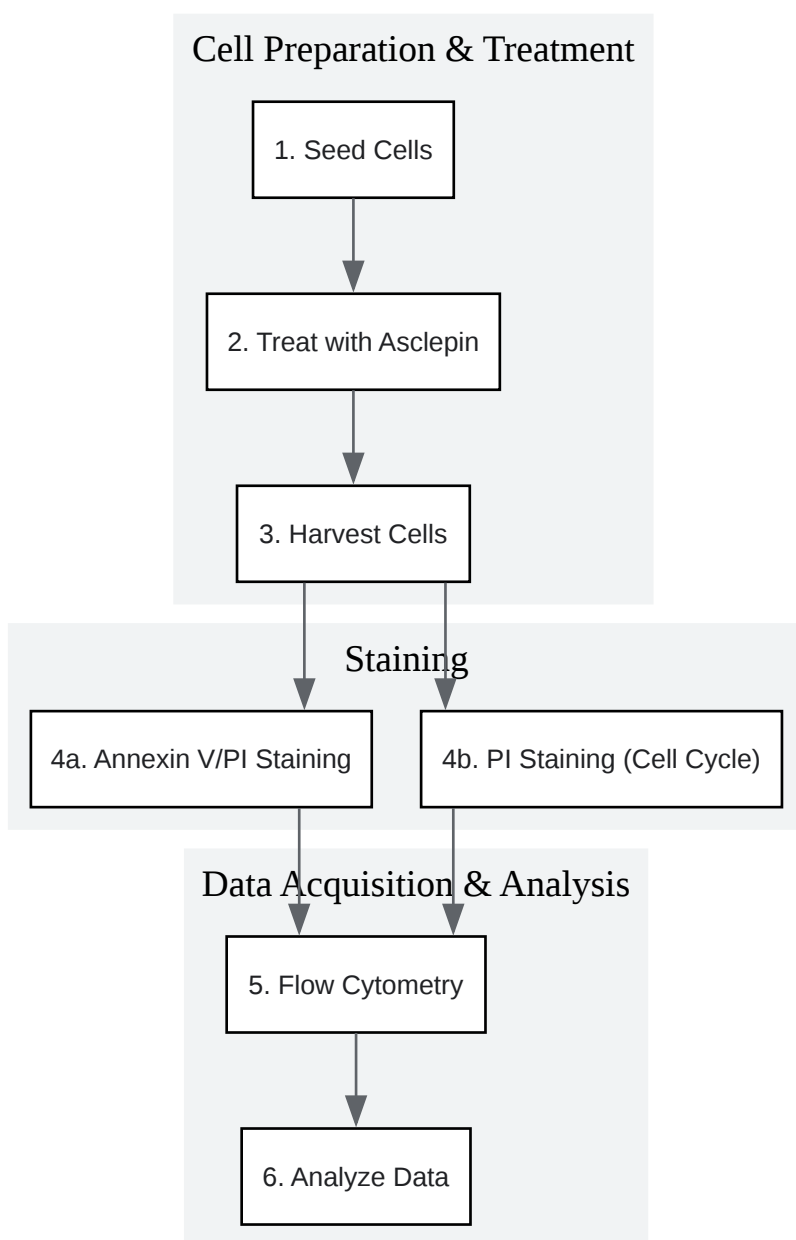 Cell Preparation & Treatment
1. Seed Cells
2. Treat with Asclepin
3. Harvest Cells
Staining
4a. Annexin V/PI Staining
4b. PI Staining (Cell Cycle)
Data Acquisition & Analysis
5. Flow Cytometry
6. Analyze Data